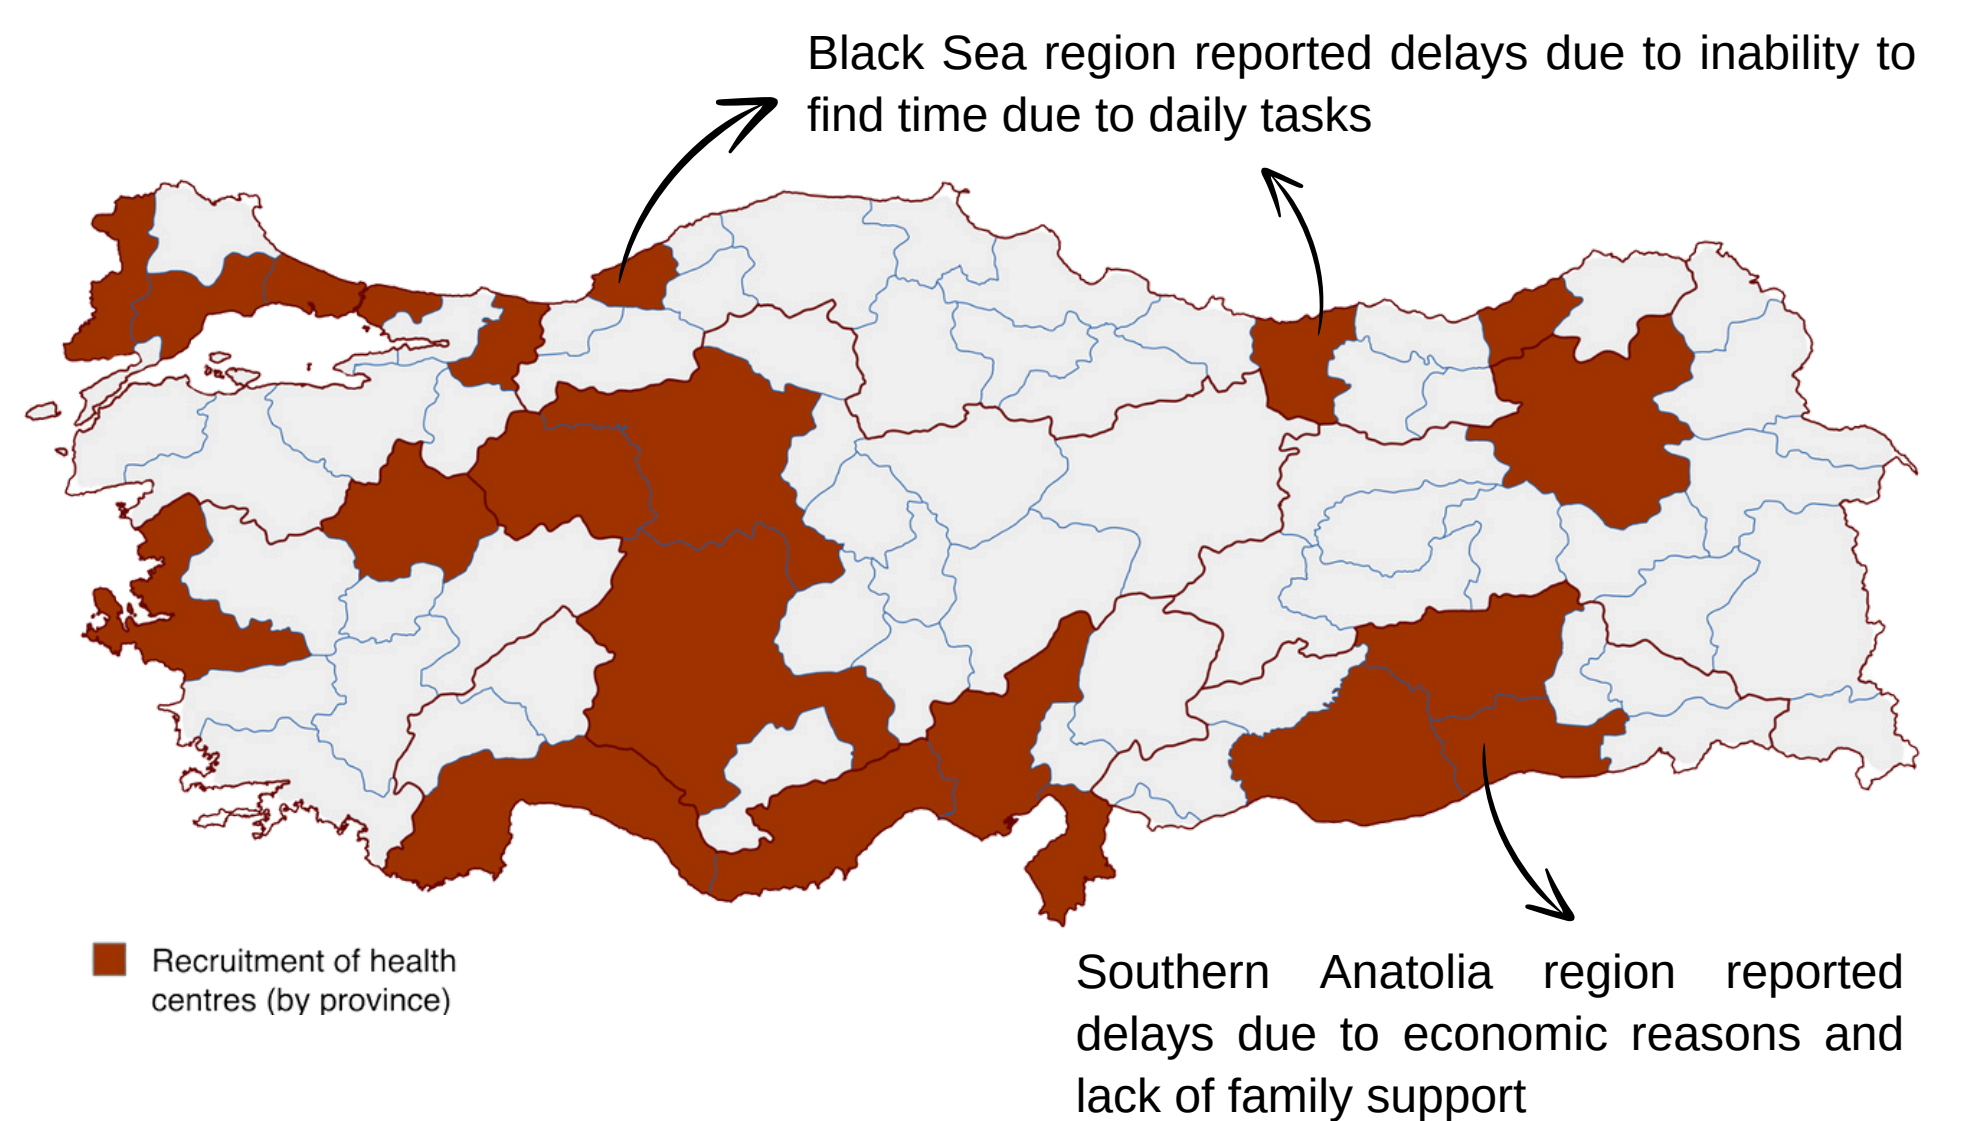 Black Sea region reported delays due to inability to
find time due to daily tasks
Recruitment of health
centres (by province)
Southern Anatolia region reported
delays due to economic reasons and
lack of family support